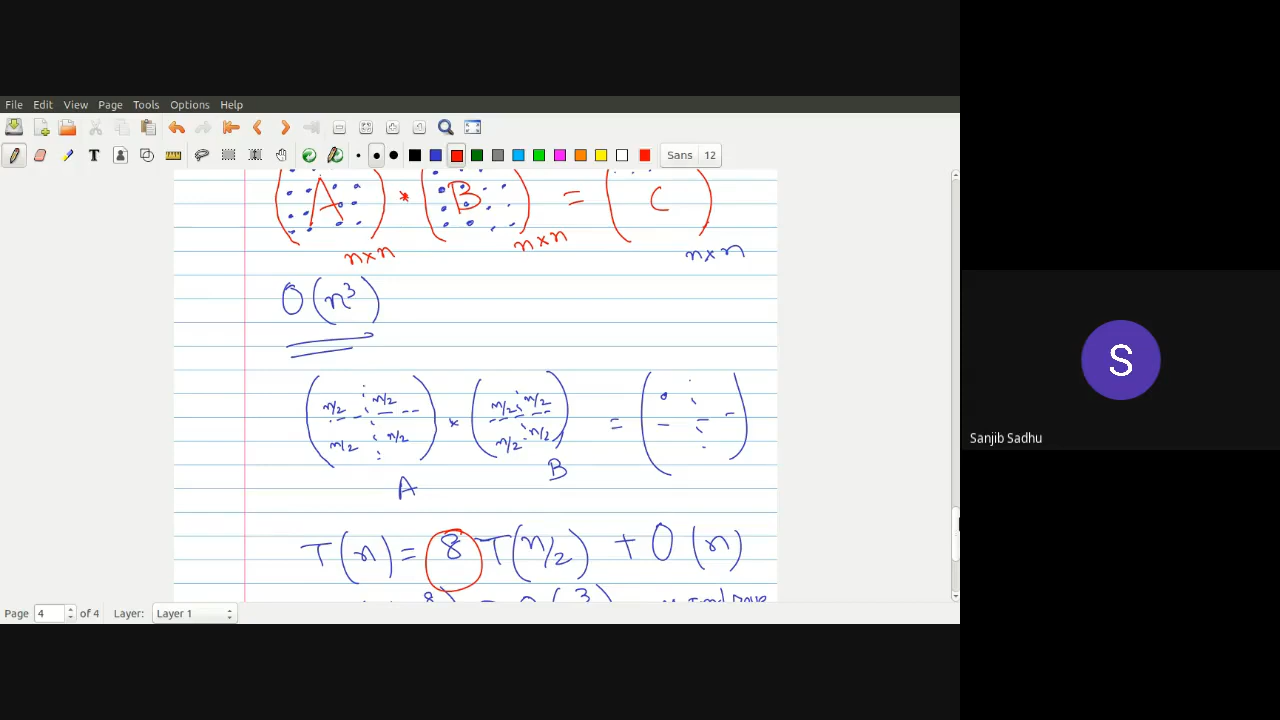 File Edit View Page Tools Options Help
Sans 12
A * B = C
n×n n×n n×n
O(n³)
n/2 n/2 n/2 n/2
* =
n/2 n/2 n/2 n/2
A B
T(n) = 8 T(n/2) + O(n)
S
Sanjib Sadhu
Page 4 of 4 Layer: Layer 1